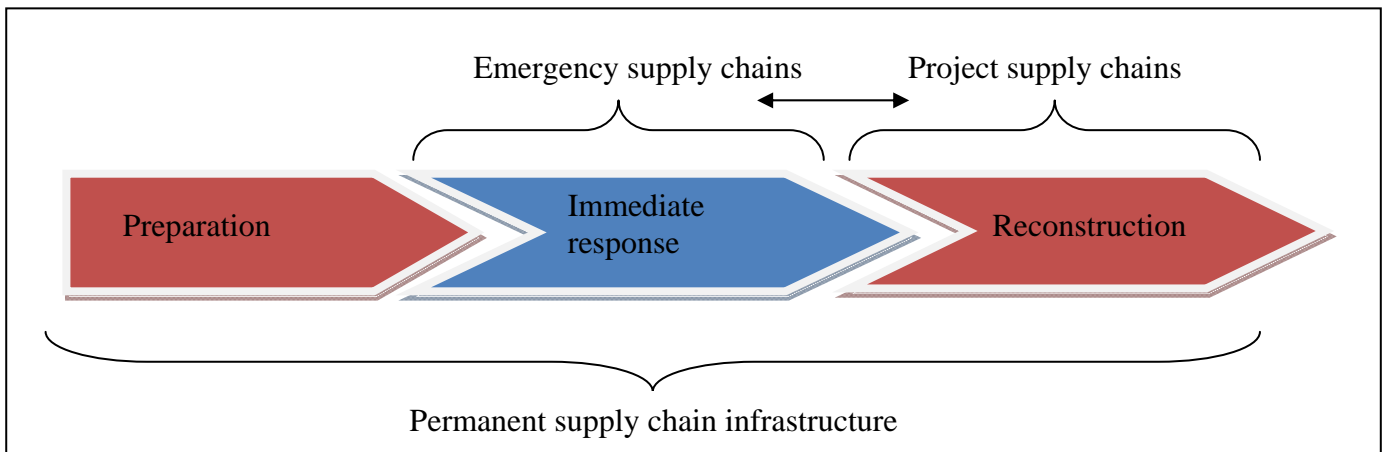 Emergency supply chains
Project supply chains
Preparation
Immediate
response
Reconstruction
Permanent supply chain infrastructure